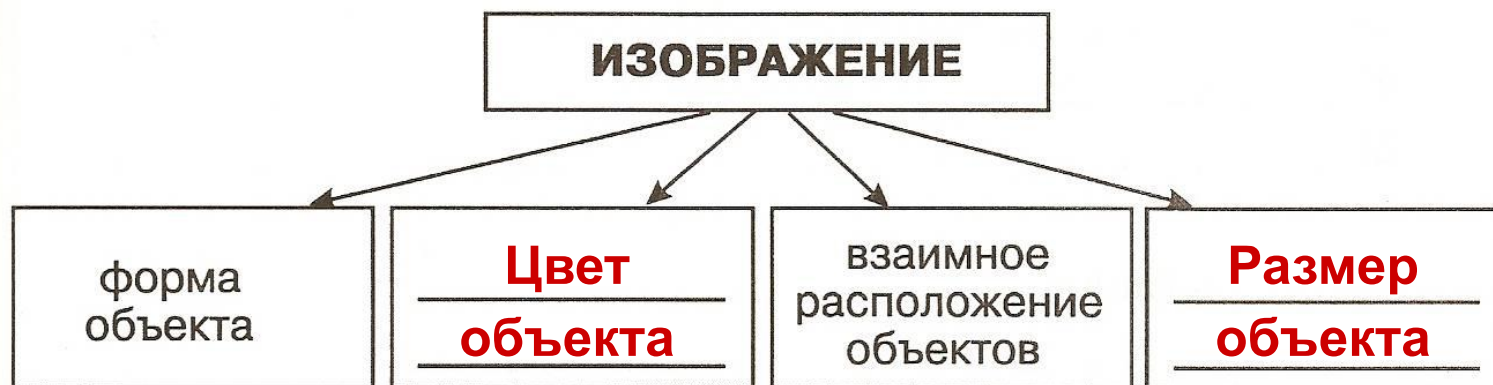 ИЗОБРАЖЕНИЕ
форма
объекта
Цвет
объекта
взаимное
расположение
объектов
Размер
объекта